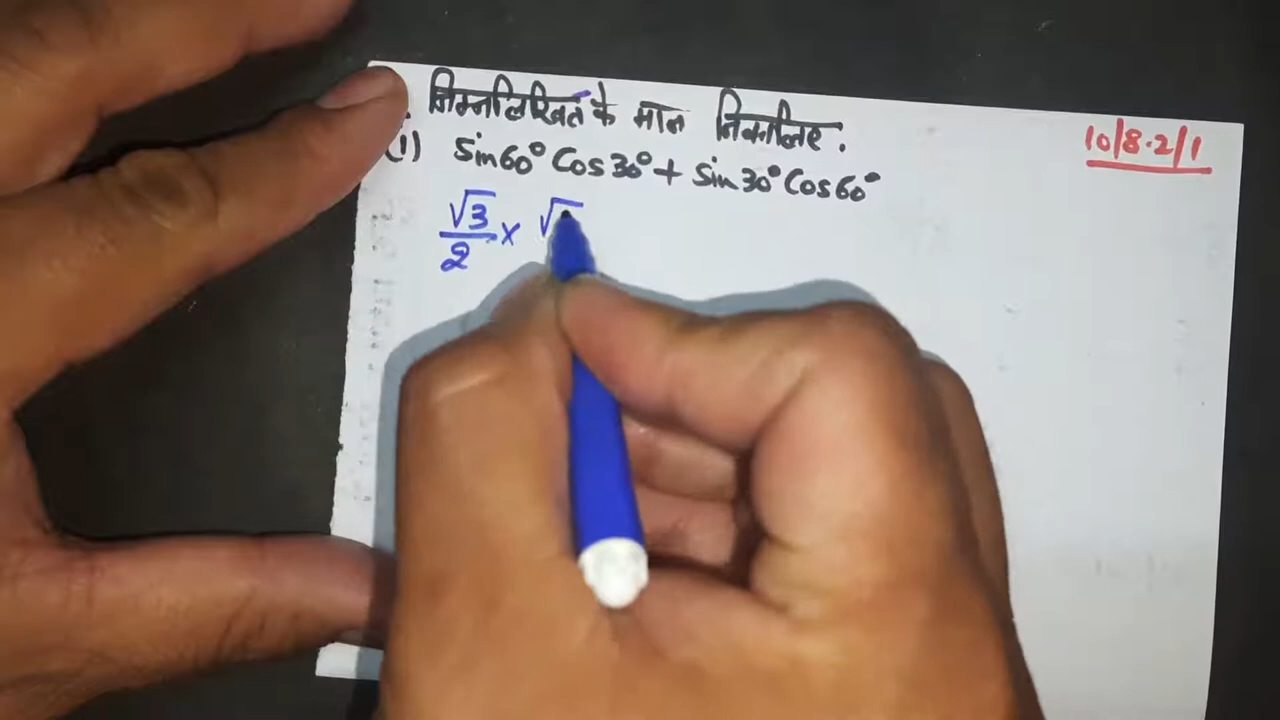 निम्नलिखित के मान निकालिए:
10/8.2/1
(i) Sin60° Cos30° + Sin30° Cos60°
√3/2 × √